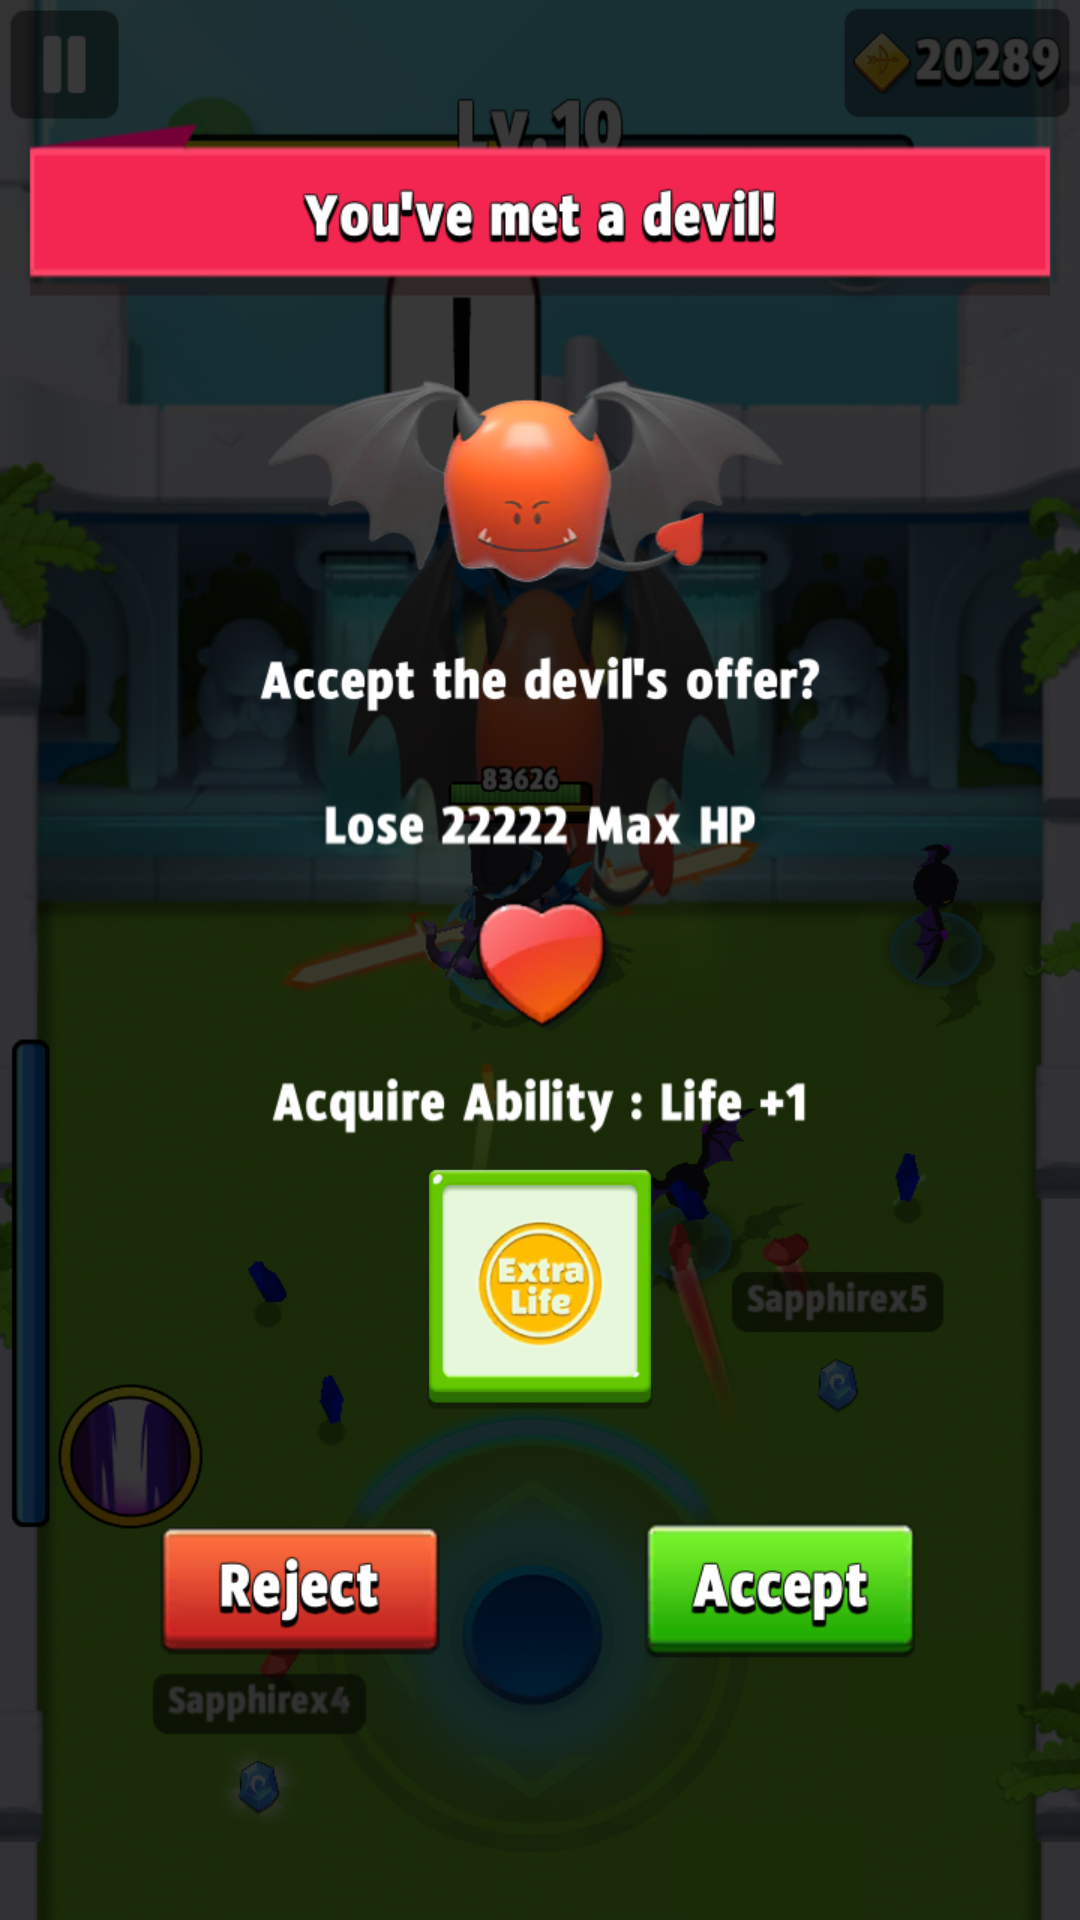 20289
Lv.10
You've met a devil!
Accept the devil's offer?
83626
Lose 22222 Max HP
Acquire Ability : Life +1
Extra
Life
Sapphirex5
Reject
Accept
Sapphirex4